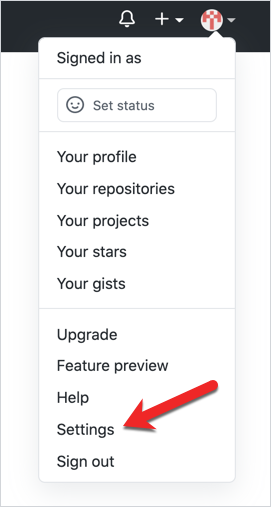 Signed in as
Set status
Your profile
Your repositories
Your projects
Your stars
Your gists
Upgrade
Feature preview
Help
Settings
Sign out